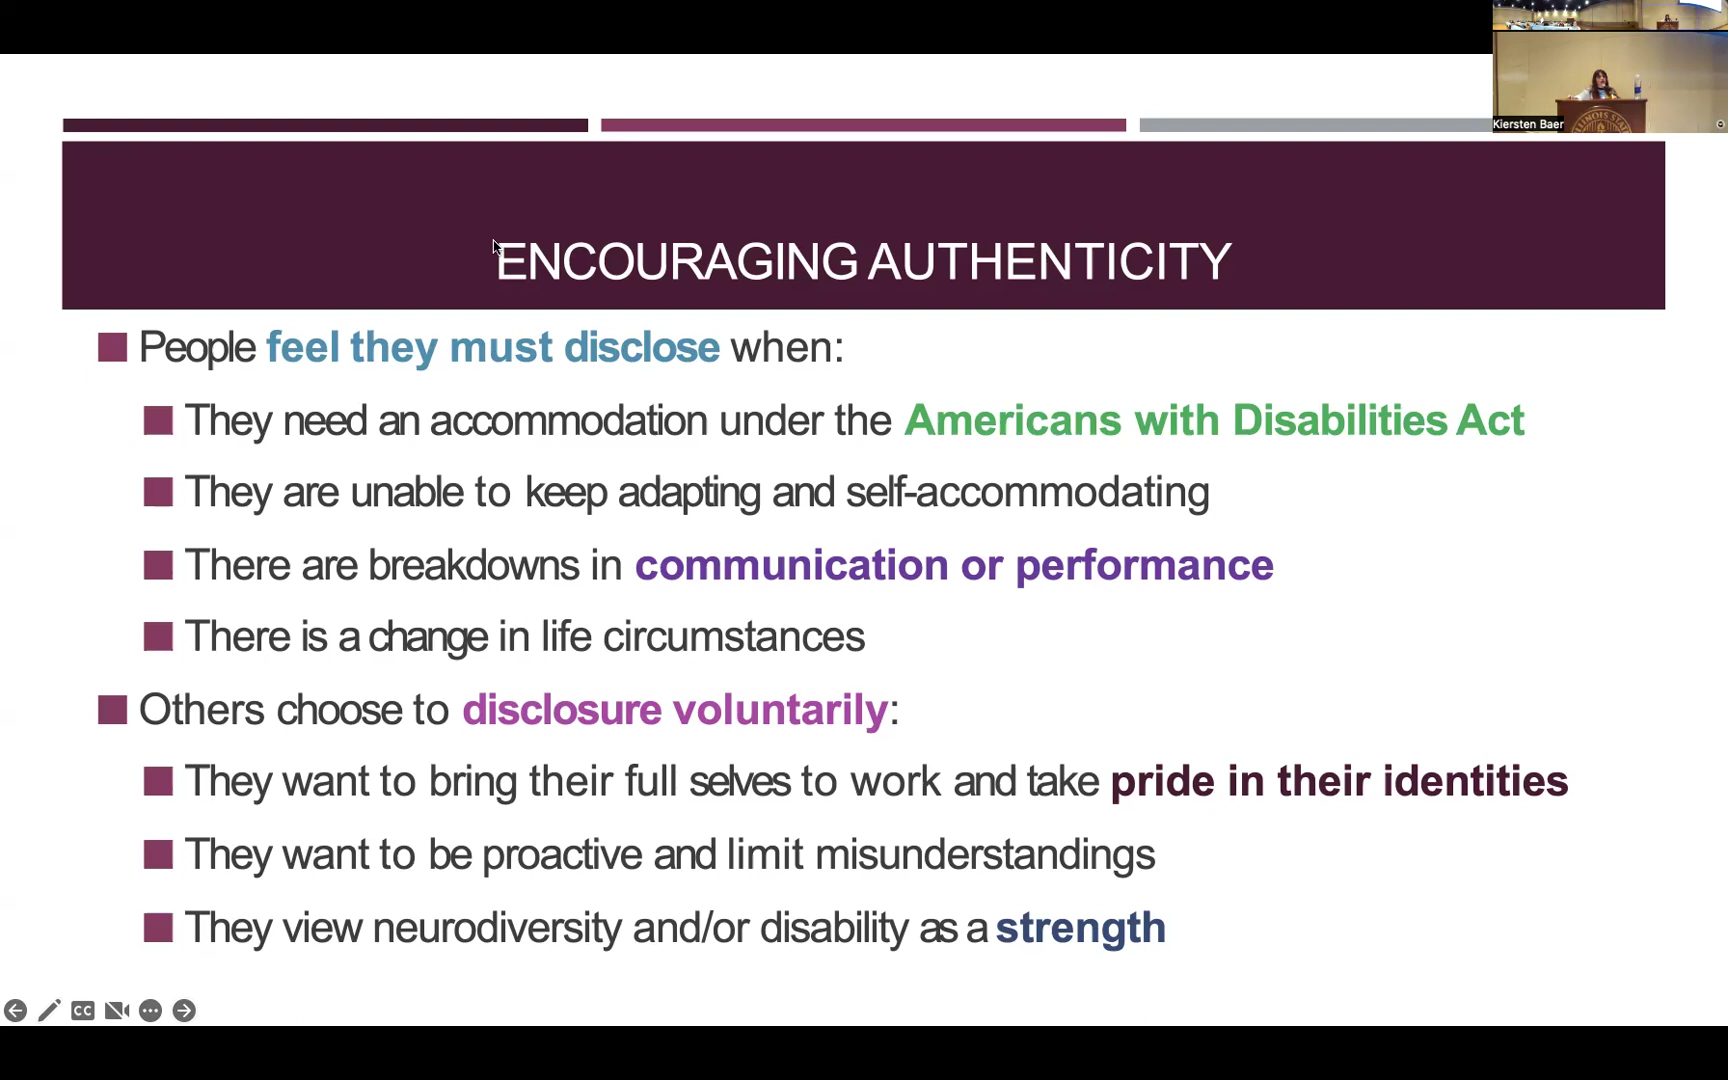 Kiersten Baer
ILLINOIS STAT
ENCOURAGING AUTHENTICITY
People feel they must disclose when:
They need an accommodation under the Americans with Disabilities Act
They are unable to keep adapting and self-accommodating
There are breakdowns in communication or performance
There is a change in life circumstances
Others choose to disclosure voluntarily:
They want to bring their full selves to work and take pride in their identities
They want to be proactive and limit misunderstandings
They view neurodiversity and/or disability as a strength
CC